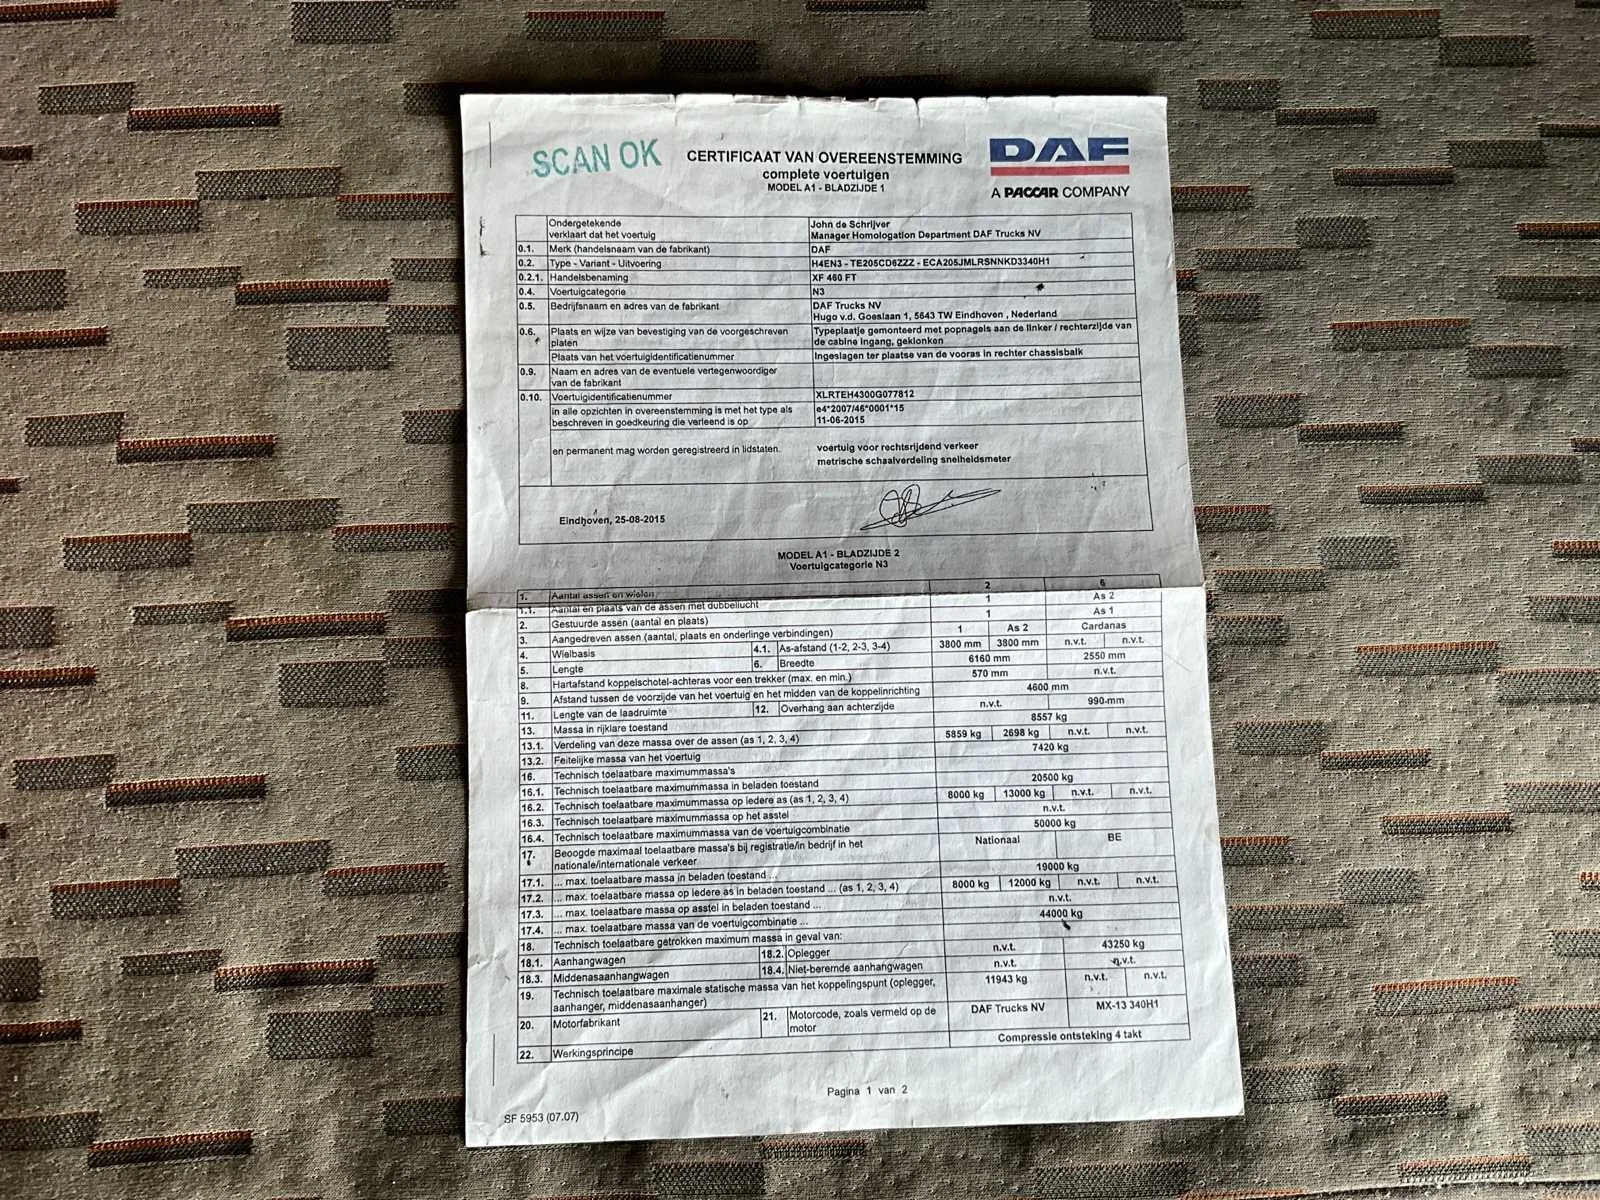 SCAN OK
CERTIFICAAT VAN OVEREENSTEMMING
complete voertuigen
MODEL A1 - BLADZIJDE 1
DAF
A PACCAR COMPANY
Ondergetekende John de Schrijver
verklaart dat het voertuig Manager Homologation Department DAF Trucks NV
0.1. Merk (handelsnaam van de fabrikant) DAF
0.2. Type - Variant - Uitvoering H4EN3 - TE205CD6ZZZ - ECA205JMLRSNNKD3340H1
0.2.1. Handelsbenaming XF 460 FT
0.4. Voertuigcategorie N3
0.5. Bedrijfsnaam en adres van de fabrikant DAF Trucks NV
Hugo v.d. Goeslaan 1, 5643 TW Eindhoven , Nederland
0.6. Plaats en wijze van bevestiging van de voorgeschreven Typeplaatje gemonteerd met popnagels aan de linker / rechterzijde van
platen de cabine ingang, geklonken
Plaats van het voertuigidentificatienummer Ingeslagen ter plaatse van de vooras in rechter chassisbalk
0.9. Naam en adres van de eventuele vertegenwoordiger
van de fabrikant
0.10. Voertuigidentificatienummer XLRTEH4300G077812
in alle opzichten in overeenstemming is met het type als e4*2007/46*0001*15
beschreven in goedkeuring die verleend is op 11-06-2015
en permanent mag worden geregistreerd in lidstaten. voertuig voor rechtsrijdend verkeer
metrische schaalverdeling snelheidsmeter
Eindhoven, 25-08-2015
MODEL A1 - BLADZIJDE 2
Voertuigcategorie N3
1. Aantal assen en wielen 2 6
1.1. Aantal en plaats van de assen met dubbellucht 1 As 2
2. Gestuurde assen (aantal en plaats) 1 As 1
3. Aangedreven assen (aantal, plaats en onderlinge verbindingen) 1 As 2 Cardanas
4. Wielbasis 4.1. As-afstand (1-2, 2-3, 3-4) 3800 mm 3800 mm n.v.t. n.v.t.
5. Lengte 6. Breedte 6160 mm 2550 mm
8. Hartafstand koppelschotel-achteras voor een trekker (max. en min.) 570 mm n.v.t.
9. Afstand tussen de voorzijde van het voertuig en het midden van de koppelinrichting 4600 mm
11. Lengte van de laadruimte 12. Overhang aan achterzijde n.v.t. 990 mm
13. Massa in rijklare toestand 8557 kg
13.1. Verdeling van deze massa over de assen (as 1, 2, 3, 4) 5859 kg 2698 kg n.v.t. n.v.t.
13.2. Feitelijke massa van het voertuig 7420 kg
16. Technisch toelaatbare maximummassa's
16.1. Technisch toelaatbare maximummassa in beladen toestand 20500 kg
16.2. Technisch toelaatbare maximummassa op iedere as (as 1, 2, 3, 4) 8000 kg 13000 kg n.v.t. n.v.t.
16.3. Technisch toelaatbare maximummassa op het asstel n.v.t.
16.4. Technisch toelaatbare maximummassa van de voertuigcombinatie 50000 kg
17. Beoogde maximaal toelaatbare massa's bij registratie/in bedrijf in het Nationaal BE
nationale/internationale verkeer
17.1. ... max. toelaatbare massa in beladen toestand ... 19000 kg
17.2. ... max. toelaatbare massa op iedere as in beladen toestand ... (as 1, 2, 3, 4) 8000 kg 12000 kg n.v.t. n.v.t.
17.3. ... max. toelaatbare massa op asstel in beladen toestand ... n.v.t.
17.4. ... max. toelaatbare massa van de voertuigcombinatie ... 44000 kg
18. Technisch toelaatbare getrokken maximum massa in geval van:
18.1. Aanhangwagen 18.2. Oplegger n.v.t. 43250 kg
18.3. Middenasaanhangwagen 18.4. Niet-beremde aanhangwagen n.v.t. n.v.t.
19. Technisch toelaatbare maximale statische massa van het koppelingspunt (oplegger, 11943 kg n.v.t. n.v.t.
aanhanger, middenasaanhanger)
20. Motorfabrikant 21. Motorcode, zoals vermeld op de DAF Trucks NV MX-13 340H1
motor
22. Werkingsprincipe Compressie ontsteking 4 takt
Pagina 1 van 2
SF 5953 (07.07)